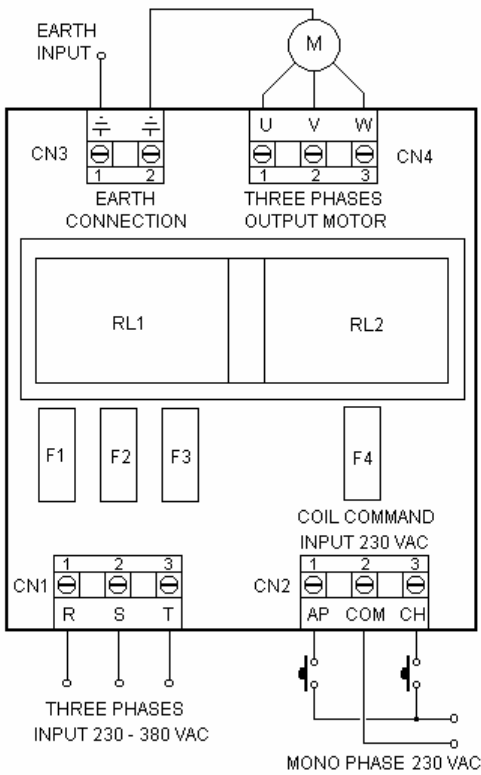 EARTH
INPUT
M
U V W
CN3
CN4
1 2
1 2 3
EARTH
CONNECTION
THREE PHASES
OUTPUT MOTOR
RL1
RL2
F1
F2
F3
F4
COIL COMMAND
INPUT 230 VAC
1 2 3
1 2 3
CN1
CN2
R S T
AP COM CH
THREE PHASES
INPUT 230 - 380 VAC
MONO PHASE 230 VAC